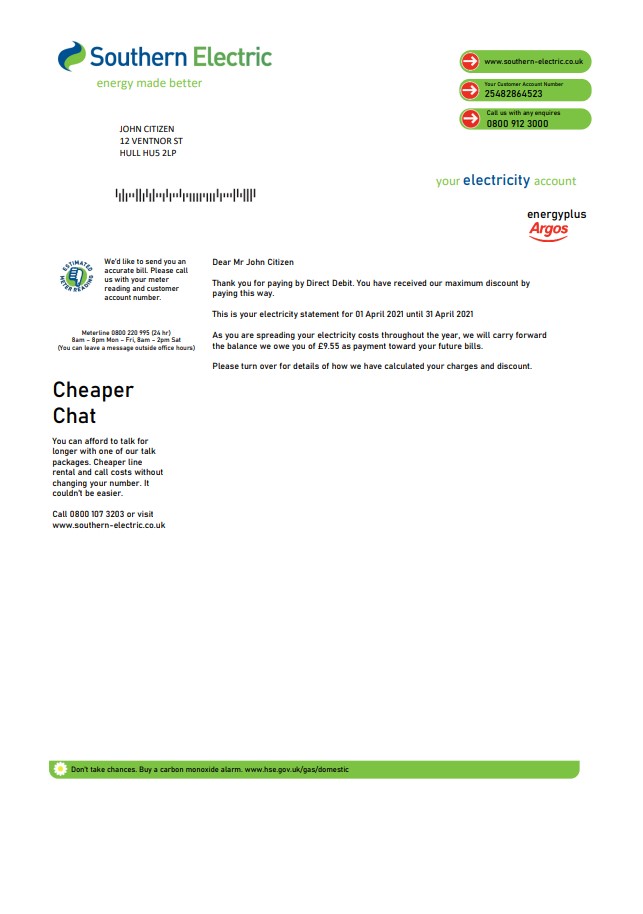 Southern Electric
energy made better
www.southern-electric.co.uk
Your Customer Account Number
25482864523
Call us with any enquires
0800 912 3000
JOHN CITIZEN
12 VENTNOR ST
HULL HU5 2LP
your electricity account
energyplus
Argos
ESTIMATED
METER READING
We'd like to send you an
accurate bill. Please call
us with your meter
reading and customer
account number.
Meterline 0800 220 995 (24 hr)
8am – 8pm Mon – Fri, 8am – 2pm Sat
(You can leave a message outside office hours)
Dear Mr John Citizen
Thank you for paying by Direct Debit. You have received our maximum discount by
paying this way.
This is your electricity statement for 01 April 2021 until 31 April 2021
As you are spreading your electricity costs throughout the year, we will carry forward
the balance we owe you of £9.55 as payment toward your future bills.
Please turn over for details of how we have calculated your charges and discount.
Cheaper
Chat
You can afford to talk for
longer with one of our talk
packages. Cheaper line
rental and call costs without
changing your number. It
couldn't be easier.
Call 0800 107 3203 or visit
www.southern-electric.co.uk
Don't take chances. Buy a carbon monoxide alarm. www.hse.gov.uk/gas/domestic